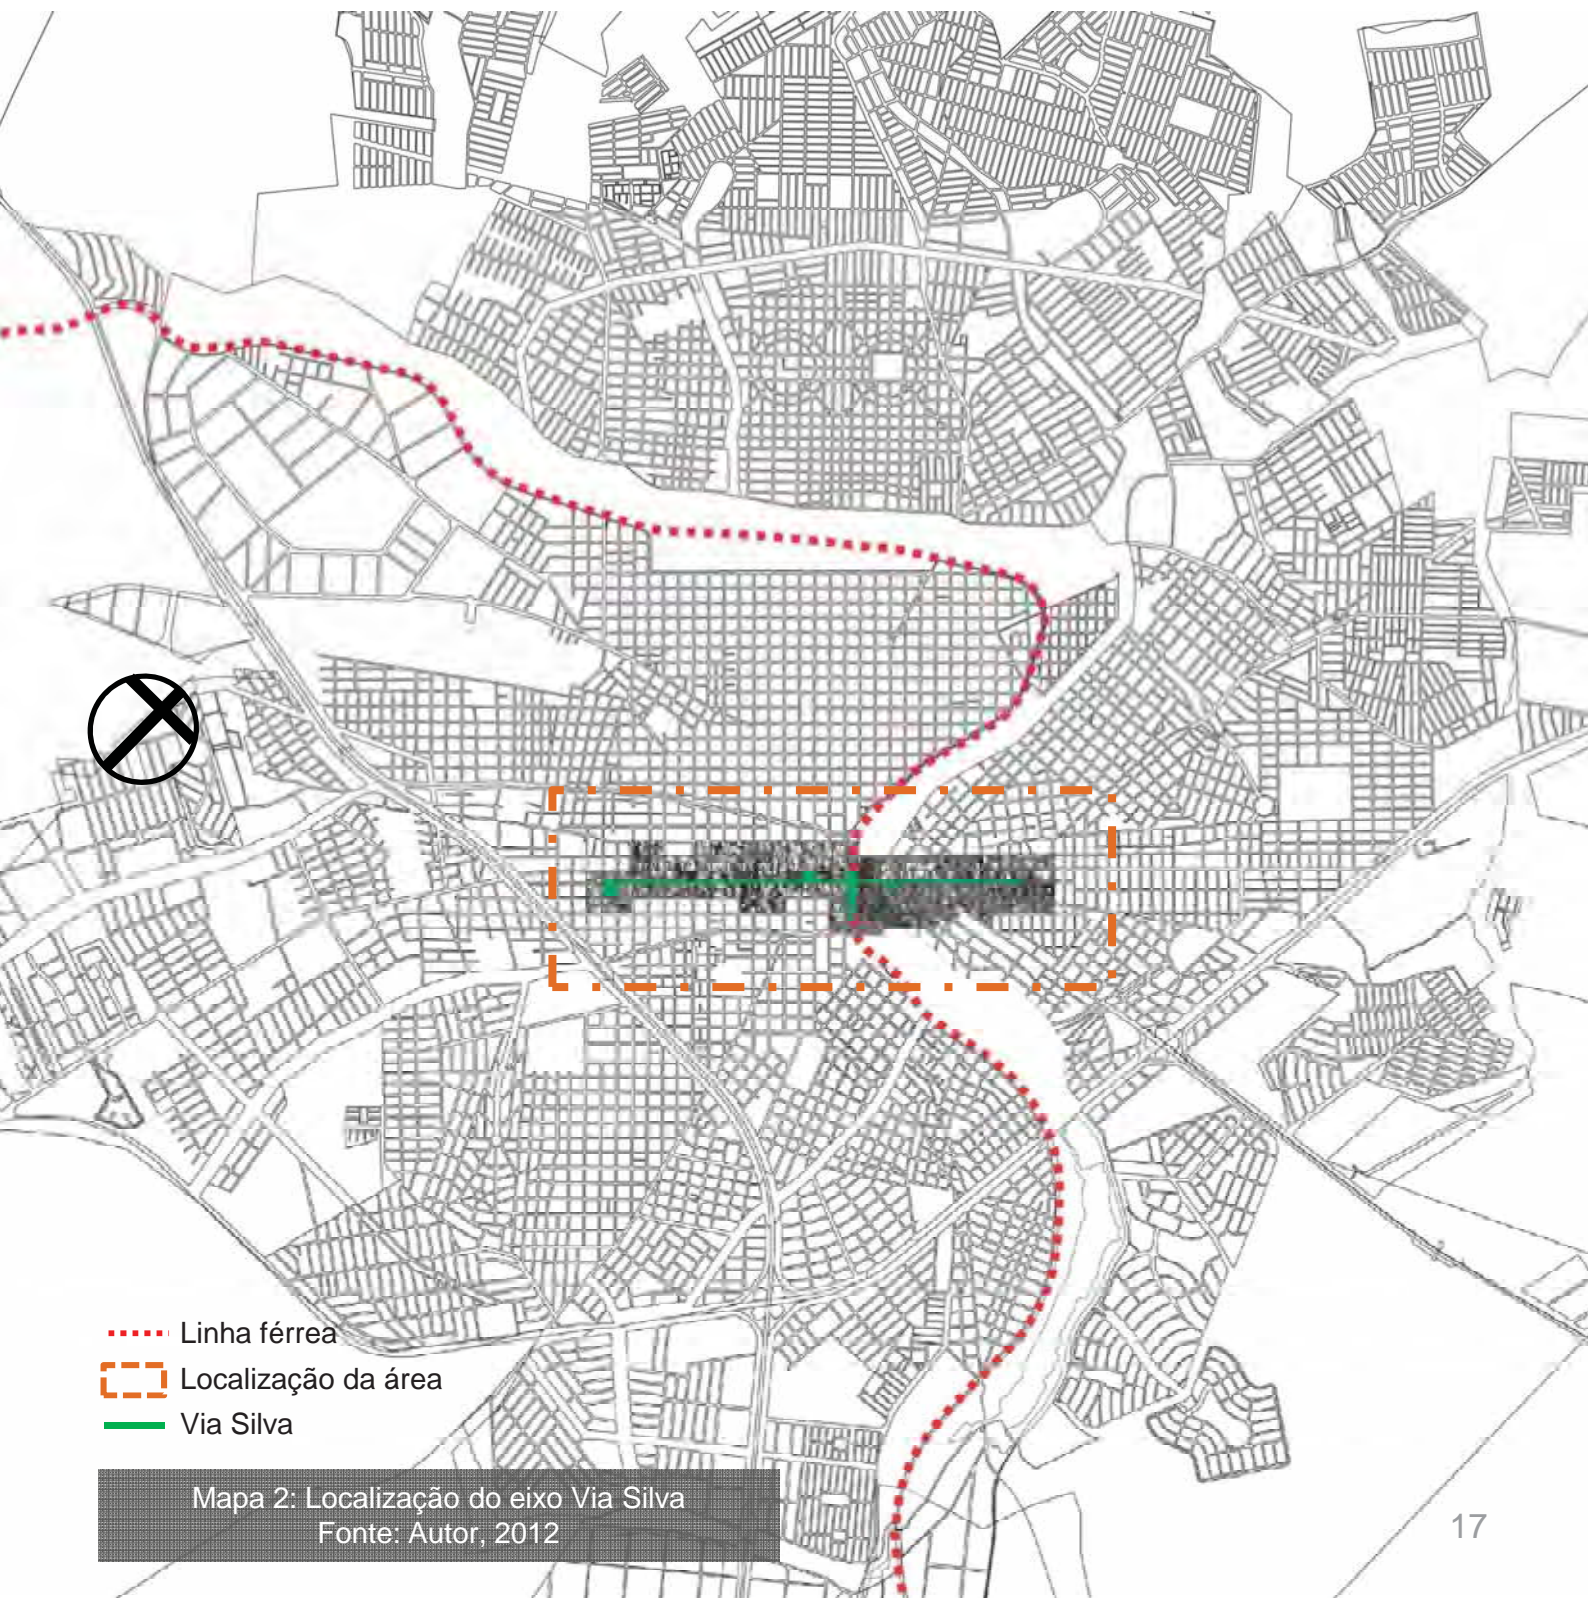 Linha férrea
Localização da área
Via Silva
Mapa 2: Localização do eixo Via Silva
Fonte: Autor, 2012
17